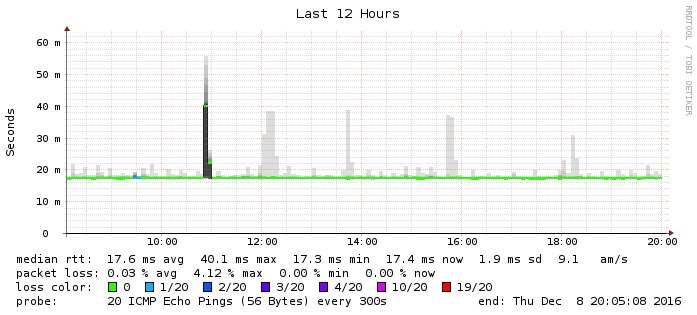 Last 12 Hours
RRDTOOL / TOBI OETIKER
Seconds
60 m
50 m
40 m
30 m
20 m
10 m
0
10:00 12:00 14:00 16:00 18:00 20:00
median rtt: 17.6 ms avg 40.1 ms max 17.3 ms min 17.4 ms now 1.9 ms sd 9.1 am/s
packet loss: 0.03 % avg 4.12 % max 0.00 % min 0.00 % now
loss color: 0 1/20 2/20 3/20 4/20 10/20 19/20
probe: 20 ICMP Echo Pings (56 Bytes) every 300s end: Thu Dec 8 20:05:08 2016